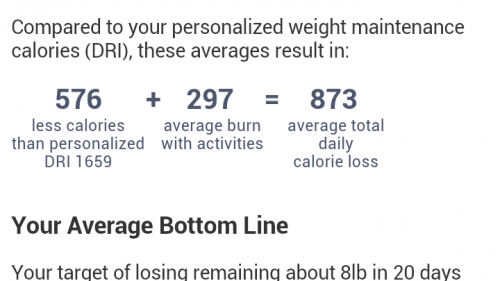 Compared to your personalized weight maintenance
calories (DRI), these averages result in:
576 + 297 = 873
less calories average burn average total
than personalized with activities daily
DRI 1659 calorie loss
Your Average Bottom Line
Your target of losing remaining about 8lb in 20 days